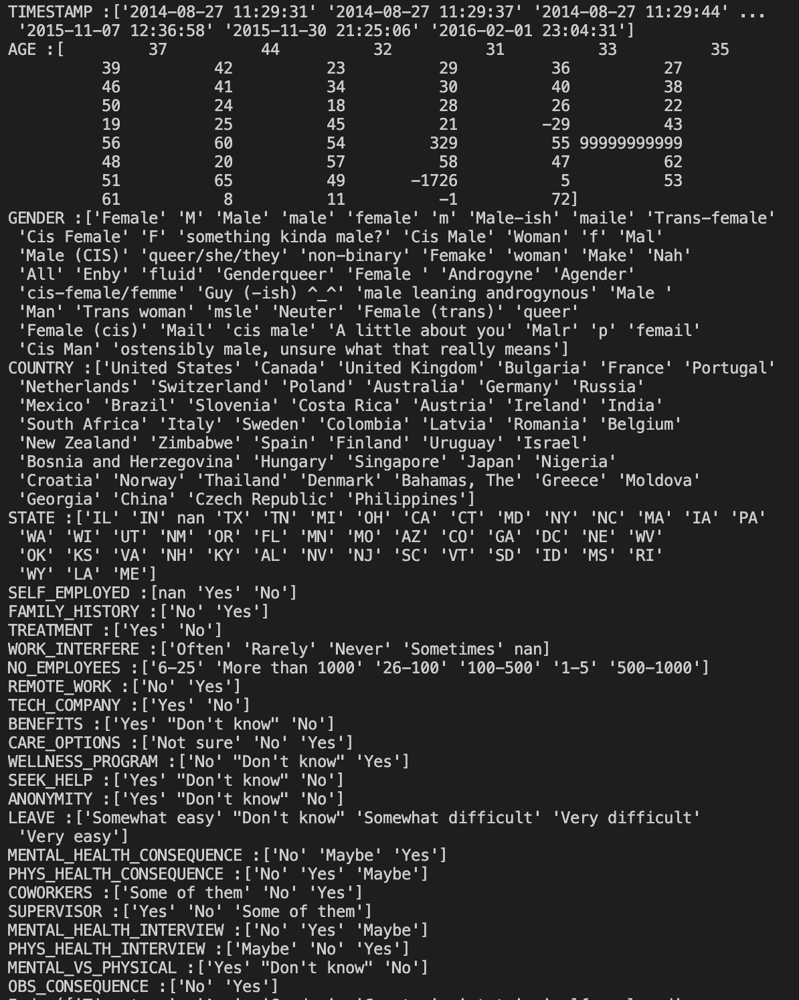 TIMESTAMP :['2014-08-27 11:29:31' '2014-08-27 11:29:37' '2014-08-27 11:29:44' ...
'2015-11-07 12:36:58' '2015-11-30 21:25:06' '2016-02-01 23:04:31']
AGE :[ 37 44 32 31 33 35
39 42 23 29 36 27
46 41 34 30 40 38
50 24 18 28 26 22
19 25 45 21 -29 43
56 60 54 329 55 99999999999
48 20 57 58 47 62
51 65 49 -1726 5 53
61 8 11 -1 72]
GENDER :['Female' 'M' 'Male' 'male' 'female' 'm' 'Male-ish' 'maile' 'Trans-female'
'Cis Female' 'F' 'something kinda male?' 'Cis Male' 'Woman' 'f' 'Mal'
'Male (CIS)' 'queer/she/they' 'non-binary' 'Femake' 'woman' 'Make' 'Nah'
'All' 'Enby' 'fluid' 'Genderqueer' 'Female ' 'Androgyne' 'Agender'
'cis-female/femme' 'Guy (-ish) ^_^' 'male leaning androgynous' 'Male '
'Man' 'Trans woman' 'msle' 'Neuter' 'Female (trans)' 'queer'
'Female (cis)' 'Mail' 'cis male' 'A little about you' 'Malr' 'p' 'femail'
'Cis Man' 'ostensibly male, unsure what that really means']
COUNTRY :['United States' 'Canada' 'United Kingdom' 'Bulgaria' 'France' 'Portugal'
'Netherlands' 'Switzerland' 'Poland' 'Australia' 'Germany' 'Russia'
'Mexico' 'Brazil' 'Slovenia' 'Costa Rica' 'Austria' 'Ireland' 'India'
'South Africa' 'Italy' 'Sweden' 'Colombia' 'Latvia' 'Romania' 'Belgium'
'New Zealand' 'Zimbabwe' 'Spain' 'Finland' 'Uruguay' 'Israel'
'Bosnia and Herzegovina' 'Hungary' 'Singapore' 'Japan' 'Nigeria'
'Croatia' 'Norway' 'Thailand' 'Denmark' 'Bahamas, The' 'Greece' 'Moldova'
'Georgia' 'China' 'Czech Republic' 'Philippines']
STATE :['IL' 'IN' nan 'TX' 'TN' 'MI' 'OH' 'CA' 'CT' 'MD' 'NY' 'NC' 'MA' 'IA' 'PA'
'WA' 'WI' 'UT' 'NM' 'OR' 'FL' 'MN' 'MO' 'AZ' 'CO' 'GA' 'DC' 'NE' 'WV'
'OK' 'KS' 'VA' 'NH' 'KY' 'AL' 'NV' 'NJ' 'SC' 'VT' 'SD' 'ID' 'MS' 'RI'
'WY' 'LA' 'ME']
SELF_EMPLOYED :[nan 'Yes' 'No']
FAMILY_HISTORY :['No' 'Yes']
TREATMENT :['Yes' 'No']
WORK_INTERFERE :['Often' 'Rarely' 'Never' 'Sometimes' nan]
NO_EMPLOYEES :['6-25' 'More than 1000' '26-100' '100-500' '1-5' '500-1000']
REMOTE_WORK :['No' 'Yes']
TECH_COMPANY :['Yes' 'No']
BENEFITS :['Yes' "Don't know" 'No']
CARE_OPTIONS :['Not sure' 'No' 'Yes']
WELLNESS_PROGRAM :['No' "Don't know" 'Yes']
SEEK_HELP :['Yes' "Don't know" 'No']
ANONYMITY :['Yes' "Don't know" 'No']
LEAVE :['Somewhat easy' "Don't know" 'Somewhat difficult' 'Very difficult'
'Very easy']
MENTAL_HEALTH_CONSEQUENCE :['No' 'Maybe' 'Yes']
PHYS_HEALTH_CONSEQUENCE :['No' 'Yes' 'Maybe']
COWORKERS :['Some of them' 'No' 'Yes']
SUPERVISOR :['Yes' 'No' 'Some of them']
MENTAL_HEALTH_INTERVIEW :['No' 'Yes' 'Maybe']
PHYS_HEALTH_INTERVIEW :['Maybe' 'No' 'Yes']
MENTAL_VS_PHYSICAL :['Yes' "Don't know" 'No']
OBS_CONSEQUENCE :['No' 'Yes']